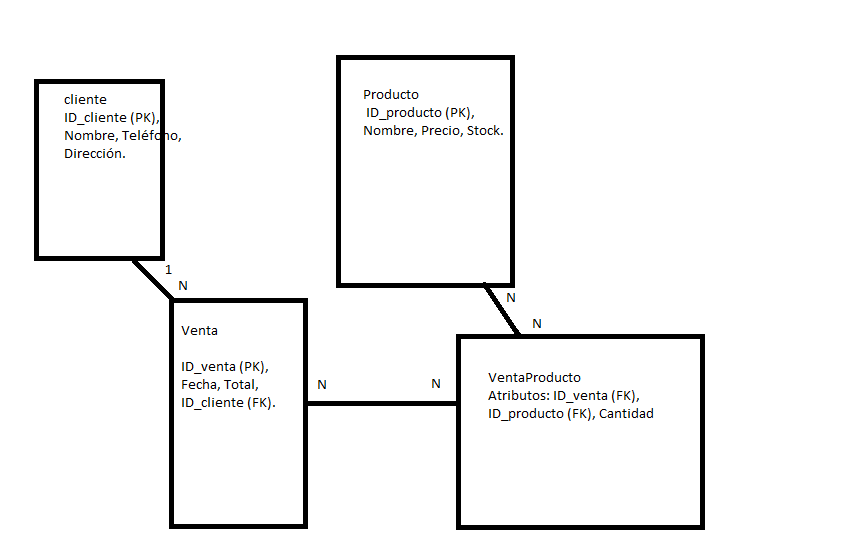 cliente
ID_cliente (PK),
Nombre, Teléfono,
Dirección.
Producto
ID_producto (PK),
Nombre, Precio, Stock.
1
N
N
N
Venta
ID_venta (PK),
Fecha, Total,
ID_cliente (FK).
N
N
VentaProducto
Atributos: ID_venta (FK),
ID_producto (FK), Cantidad